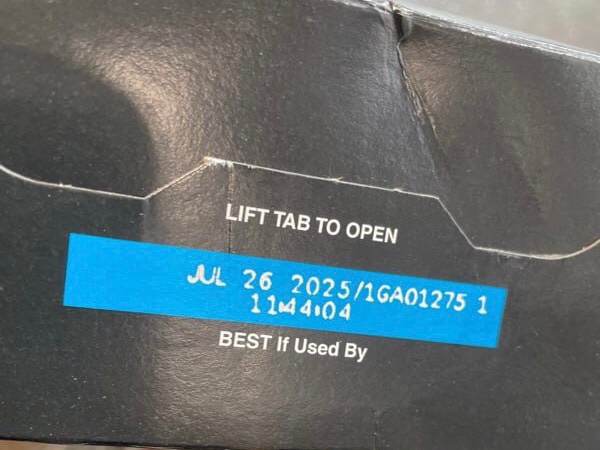 LIFT TAB TO OPEN
JUL 26 2025/1GA01275 1
11:44:04
BEST If Used By